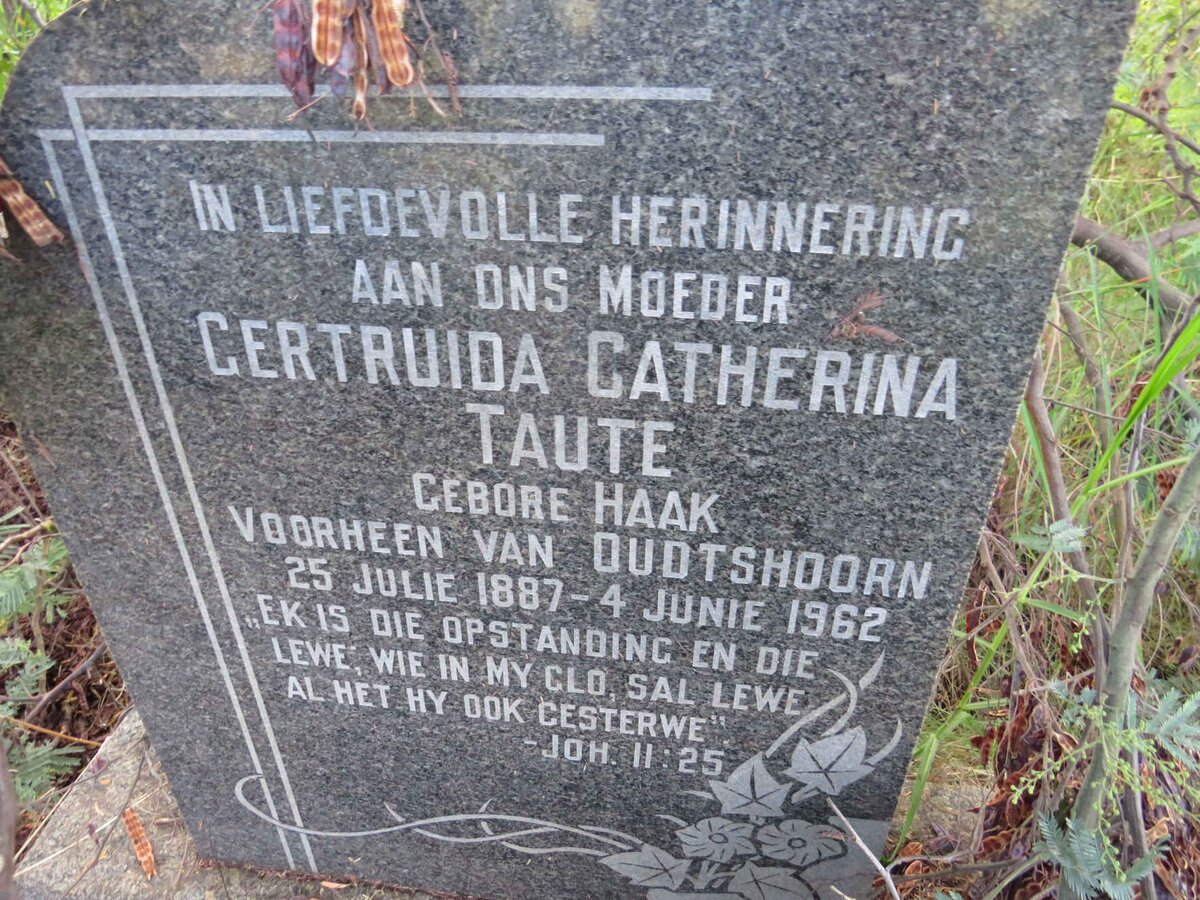 IN LIEFDEVOLLE HERINNERING
AAN ONS MOEDER
GERTRUIDA CATHERINA
TAUTE
GEBORE HAAK
VOORHEEN VAN OUDTSHOORN
25 JULIE 1887 – 4 JUNIE 1962
„EK IS DIE OPSTANDING EN DIE
LEWE; WIE IN MY GLO, SAL LEWE
AL HET HY OOK GESTERWE"
–JOH. 11:25